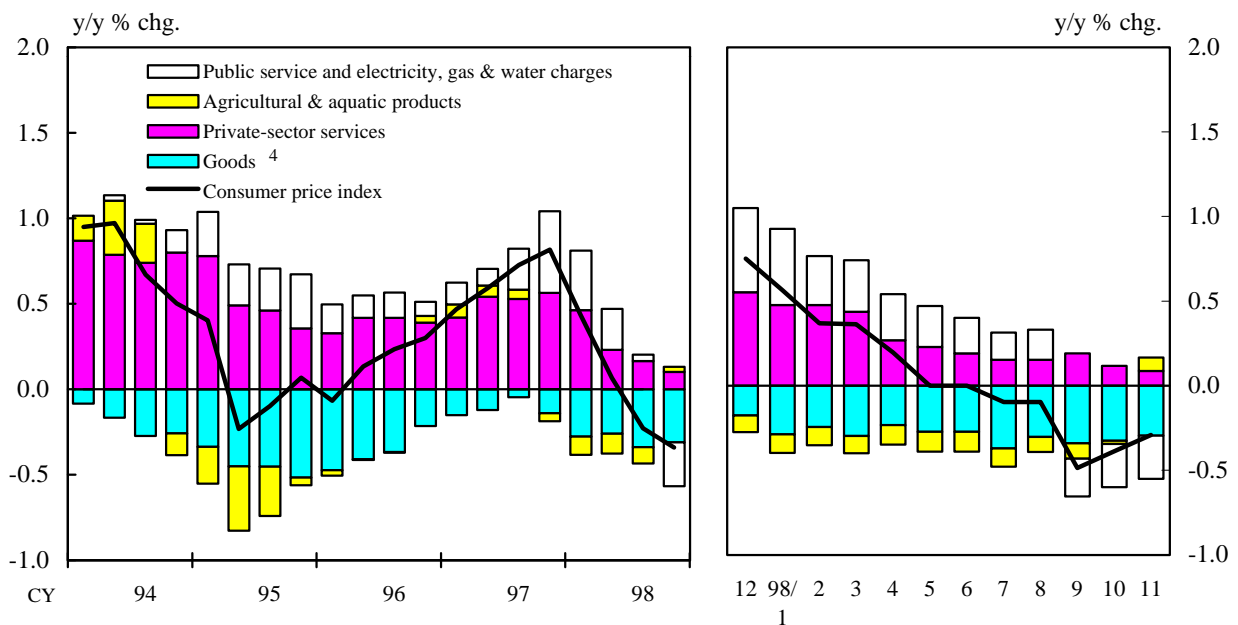 y/y % chg.
y/y % chg.
2.0
1.5
1.0
0.5
0.0
-0.5
-1.0
Public service and electricity, gas & water charges
Agricultural & aquatic products
Private-sector services
Goods 4
Consumer price index
CY 94 95 96 97 98
2.0
1.5
1.0
0.5
0.0
-0.5
-1.0
12 98/ 2 3 4 5 6 7 8 9 10 11
1